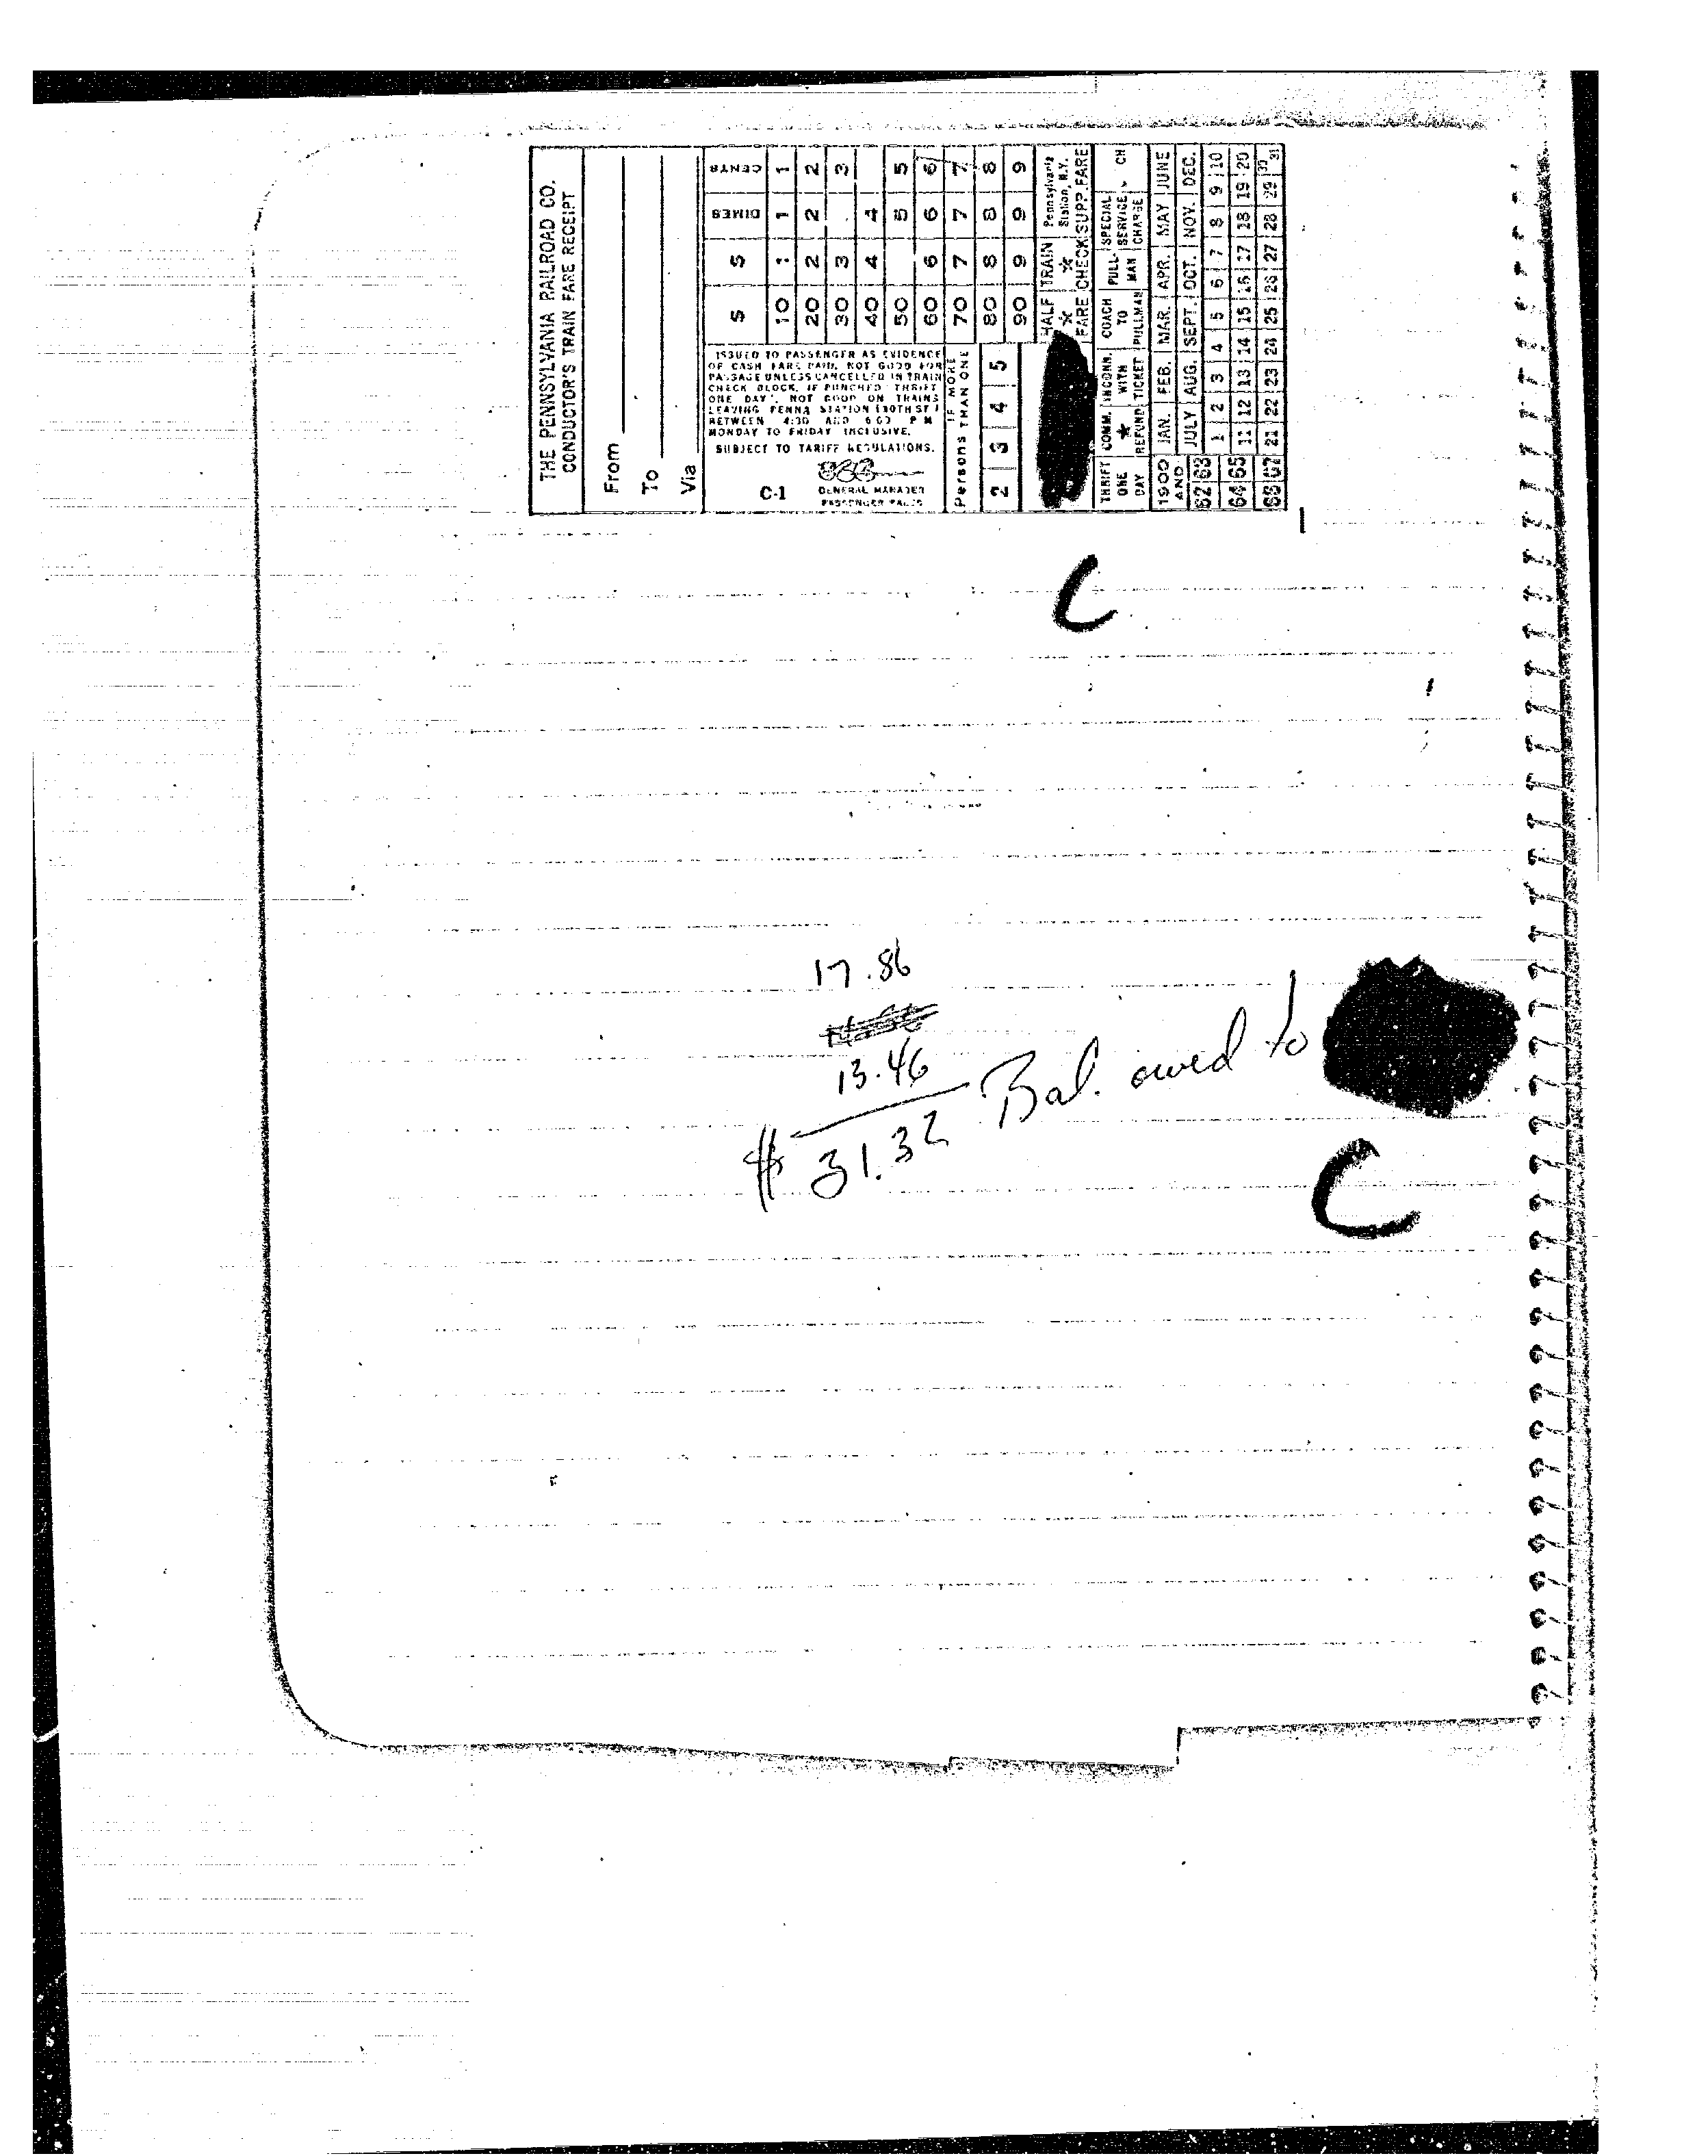 THE PENNSYLVANIA RAILROAD CO.
CONDUCTOR'S TRAIN FARE RECEIPT
From
To
Via
$ $ DIMES CENTS
10 1 1 1
20 2 2 2
30 3 3
40 4 4
50 5 5
60 6 6 6
70 7 7 7
80 8 8 8
90 9 9 9
ISSUED TO PASSENGER AS EVIDENCE
OF CASH FARE PAID. NOT GOOD FOR
PASSAGE UNLESS CANCELLED IN TRAIN
CHECK BLOCK. IF PUNCHED "THRIFT
ONE DAY", NOT GOOD ON TRAINS
LEAVING PENNA STATION (30TH ST.)
BETWEEN 4:30 AND 6:03 P M
MONDAY TO FRIDAY INCLUSIVE.
SUBJECT TO TARIFF REGULATIONS.
C-1
GENERAL MANAGER
PASSENGER SALES
Persons IF MORE THAN ONE
2 3 4 5
HALF FARE
TRAIN CHECK
Pennsylvania Station, N.Y.
SUPP. FARE
THRIFT ONE DAY
COMM. ★ REFUND
INCONN. WITH TICKET
COACH TO PULLMAN
PULL-MAN
SPECIAL SERVICE CHARGE
CH
1900 AND
JAN. FEB. MAR. APR. MAY JUNE
JULY AUG. SEPT. OCT. NOV. DEC.
62 63 1 2 3 4 5 6 7 8 9 10
64 65 11 12 13 14 15 16 17 18 19 20
66 67 21 22 23 24 25 26 27 28 29 30 31
C
17.86
13.46
$ 31.32 Bal. owed to
C